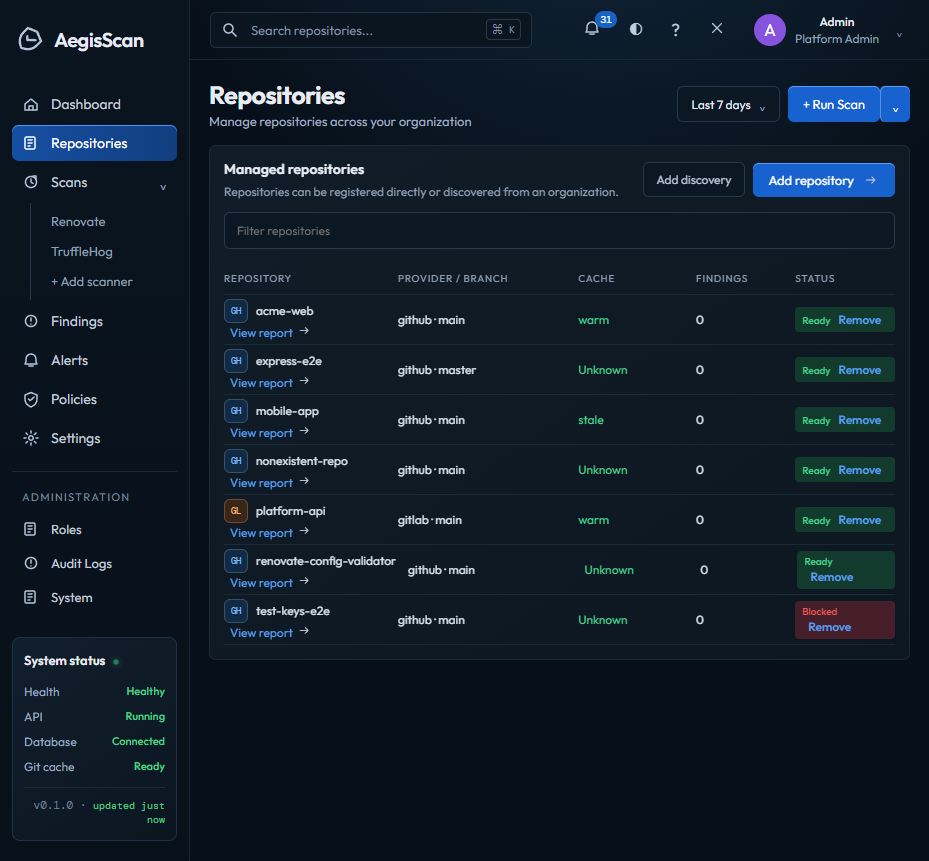 AegisScan
Search repositories...
⌘ K
31
?
A
Admin
Platform Admin
Dashboard
Repositories
Scans
Renovate
TruffleHog
+ Add scanner
Findings
Alerts
Policies
Settings
ADMINISTRATION
Roles
Audit Logs
System
System status
Health Healthy
API Running
Database Connected
Git cache Ready
v0.1.0 · updated just
now
Repositories
Manage repositories across your organization
Last 7 days
+ Run Scan
Managed repositories
Repositories can be registered directly or discovered from an organization.
Add discovery
Add repository →
Filter repositories
REPOSITORY PROVIDER / BRANCH CACHE FINDINGS STATUS
GH acme-web github·main warm 0 Ready Remove
View report →
GH express-e2e github·master Unknown 0 Ready Remove
View report →
GH mobile-app github·main stale 0 Ready Remove
View report →
GH nonexistent-repo github·main Unknown 0 Ready Remove
View report →
GL platform-api gitlab·main warm 0 Ready Remove
View report →
GH renovate-config-validator github·main Unknown 0 Ready
View report → Remove
GH test-keys-e2e github·main Unknown 0 Blocked
View report → Remove